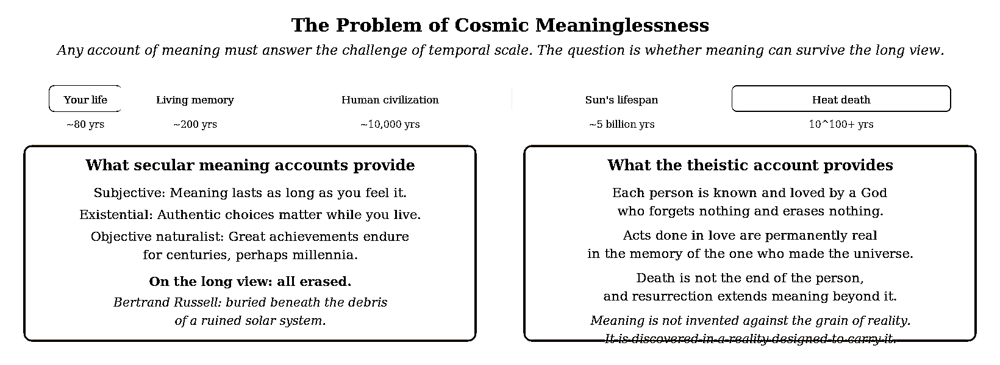 The Problem of Cosmic Meaninglessness
Any account of meaning must answer the challenge of temporal scale. The question is whether meaning can survive the long view.
Your life
Living memory
Human civilization
Sun's lifespan
Heat death
~80 yrs
~200 yrs
~10,000 yrs
~5 billion yrs
10^100+ yrs
What secular meaning accounts provide
Subjective: Meaning lasts as long as you feel it.
Existential: Authentic choices matter while you live.
Objective naturalist: Great achievements endure
for centuries, perhaps millennia.
On the long view: all erased.
Bertrand Russell: buried beneath the debris
of a ruined solar system.
What the theistic account provides
Each person is known and loved by a God
who forgets nothing and erases nothing.
Acts done in love are permanently real
in the memory of the one who made the universe.
Death is not the end of the person,
and resurrection extends meaning beyond it.
Meaning is not invented against the grain of reality.
It is discovered in a reality designed to carry it.